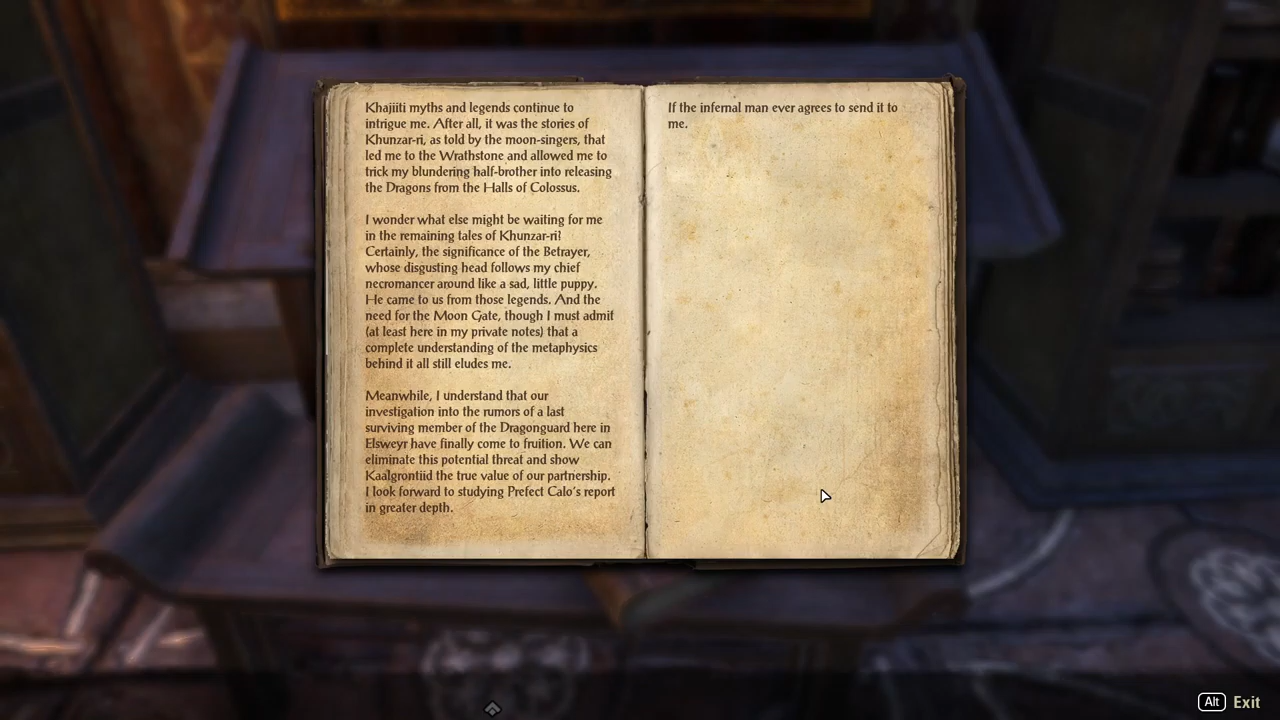 Khajiiti myths and legends continue to
intrigue me. After all, it was the stories of
Khunzar-ri, as told by the moon-singers, that
led me to the Wrathstone and allowed me to
trick my blundering half-brother into releasing
the Dragons from the Halls of Colossus.
I wonder what else might be waiting for me
in the remaining tales of Khunzar-ri?
Certainly, the significance of the Betrayer,
whose disgusting head follows my chief
necromancer around like a sad, little puppy.
He came to us from those legends. And the
need for the Moon Gate, though I must admit
(at least here in my private notes) that a
complete understanding of the metaphysics
behind it all still eludes me.
Meanwhile, I understand that our
investigation into the rumors of a last
surviving member of the Dragonguard here in
Elsweyr have finally come to fruition. We can
eliminate this potential threat and show
Kaalgrontiid the true value of our partnership.
I look forward to studying Prefect Calo's report
in greater depth.
If the infernal man ever agrees to send it to
me.
Alt Exit